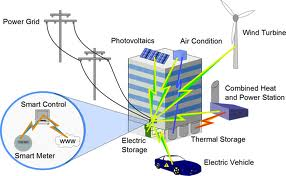 Power Grid
Photovoltaics
Air Condition
Wind Turbine
Combined Heat
and Power Station
Smart Control
Smart Meter
www
Electric
Storage
Thermal Storage
Electric Vehicle